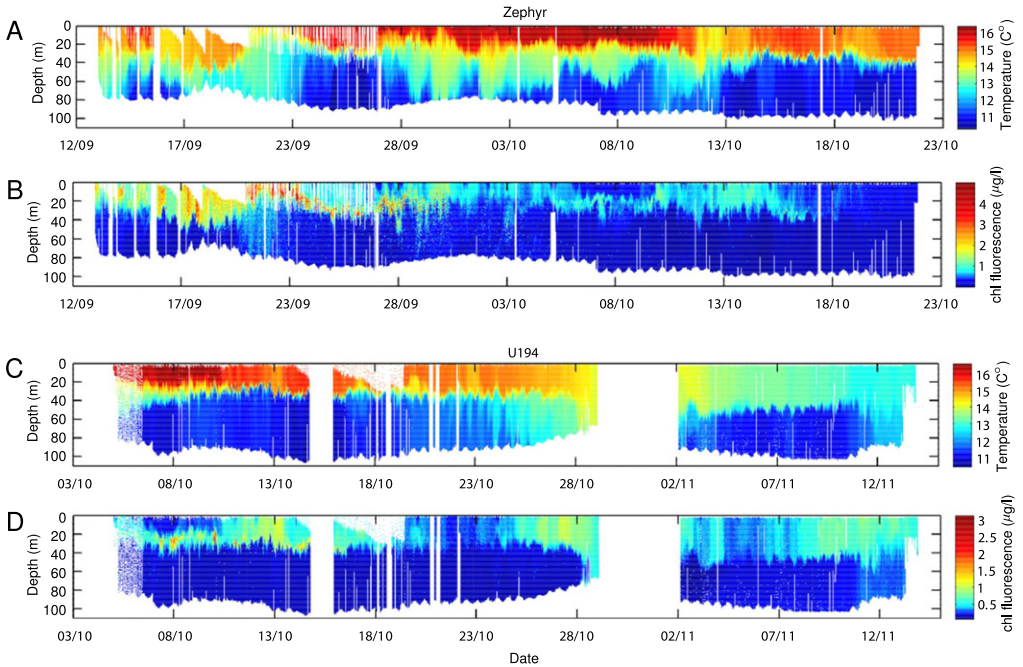 Zephyr
A
0
20
40
60
80
100
Depth (m)
12/09 17/09 23/09 28/09 03/10 08/10 13/10 18/10 23/10
16
15
14
13
12
11
Temperature (C°)
B
0
20
40
60
80
100
Depth (m)
12/09 17/09 23/09 28/09 03/10 08/10 13/10 18/10 23/10
4
3
2
1
chl fluorescence (µg/l)
U194
C
0
20
40
60
80
100
Depth (m)
03/10 08/10 13/10 18/10 23/10 28/10 02/11 07/11 12/11
16
15
14
13
12
11
Temperature (C°)
D
0
20
40
60
80
100
Depth (m)
03/10 08/10 13/10 18/10 23/10 28/10 02/11 07/11 12/11
3
2.5
2
1.5
1
0.5
chl fluorescence (µg/l)
Date